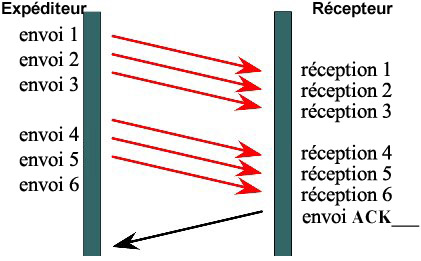 Expéditeur
Récepteur
envoi 1
envoi 2
envoi 3
envoi 4
envoi 5
envoi 6
réception 1
réception 2
réception 3
réception 4
réception 5
réception 6
envoi ACK___